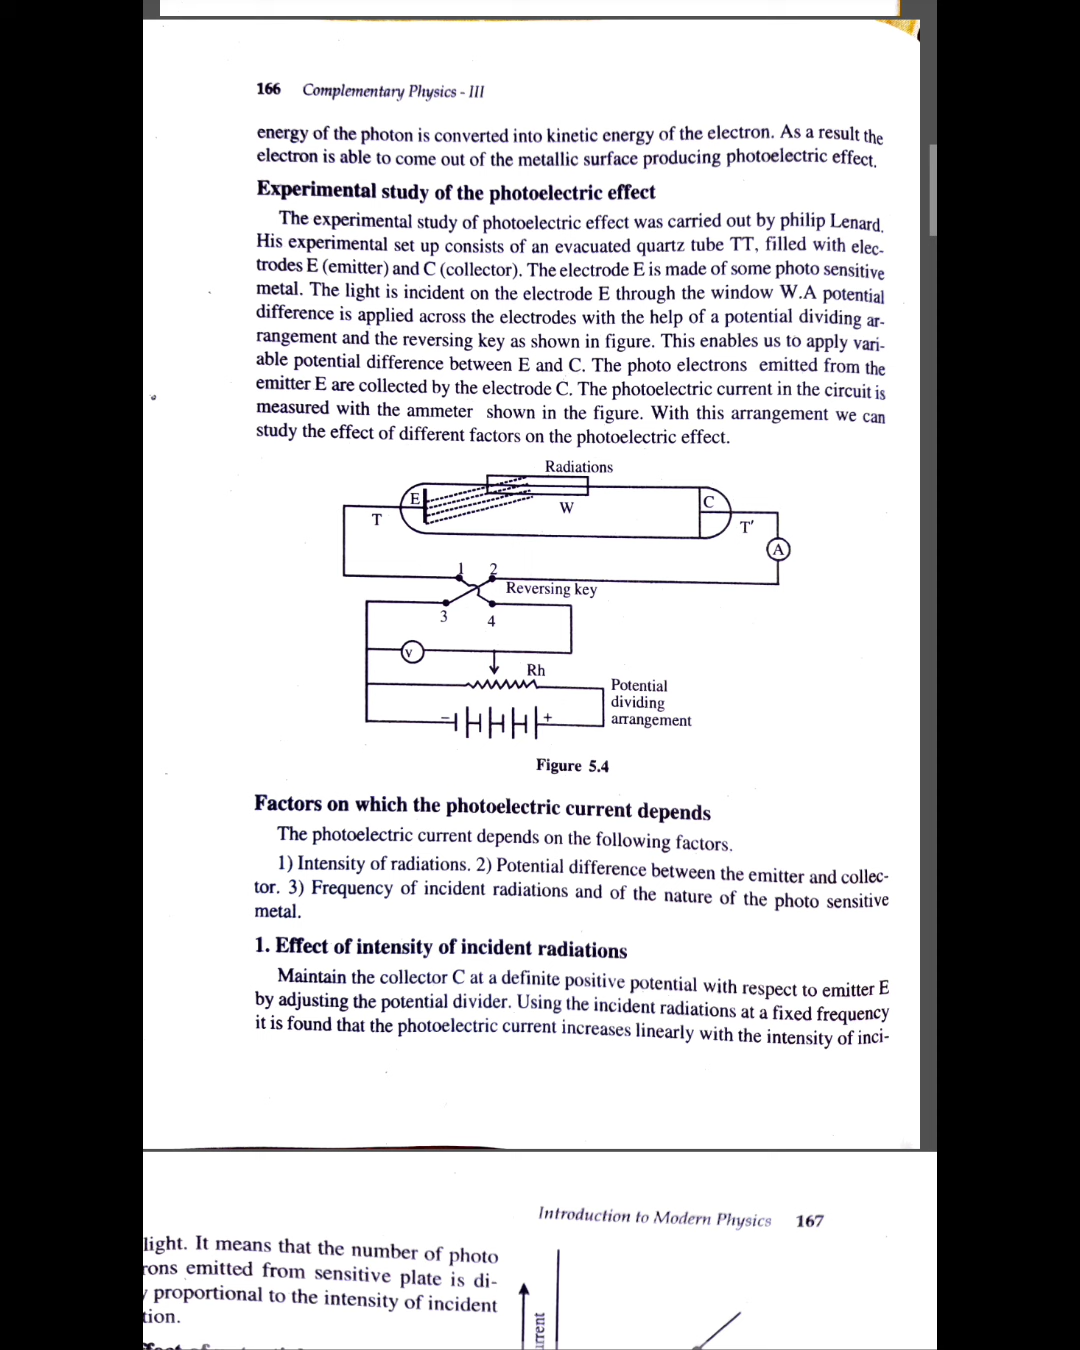 166 Complementary Physics - III
energy of the photon is converted into kinetic energy of the electron. As a result the
electron is able to come out of the metallic surface producing photoelectric effect.
Experimental study of the photoelectric effect
The experimental study of photoelectric effect was carried out by philip Lenard.
His experimental set up consists of an evacuated quartz tube TT, filled with elec-
trodes E (emitter) and C (collector). The electrode E is made of some photo sensitive
metal. The light is incident on the electrode E through the window W.A potential
difference is applied across the electrodes with the help of a potential dividing ar-
rangement and the reversing key as shown in figure. This enables us to apply vari-
able potential difference between E and C. The photo electrons emitted from the
emitter E are collected by the electrode C. The photoelectric current in the circuit is
measured with the ammeter shown in the figure. With this arrangement we can
study the effect of different factors on the photoelectric effect.
Radiations
E
C
W
T
T'
A
1 2
Reversing key
3 4
V
Rh
Potential
dividing
arrangement
- +
Figure 5.4
Factors on which the photoelectric current depends
The photoelectric current depends on the following factors.
1) Intensity of radiations. 2) Potential difference between the emitter and collec-
tor. 3) Frequency of incident radiations and of the nature of the photo sensitive
metal.
1. Effect of intensity of incident radiations
Maintain the collector C at a definite positive potential with respect to emitter E
by adjusting the potential divider. Using the incident radiations at a fixed frequency
it is found that the photoelectric current increases linearly with the intensity of inci-
Introduction to Modern Physics 167
light. It means that the number of photo
rons emitted from sensitive plate is di-
proportional to the intensity of incident
tion.
urrent